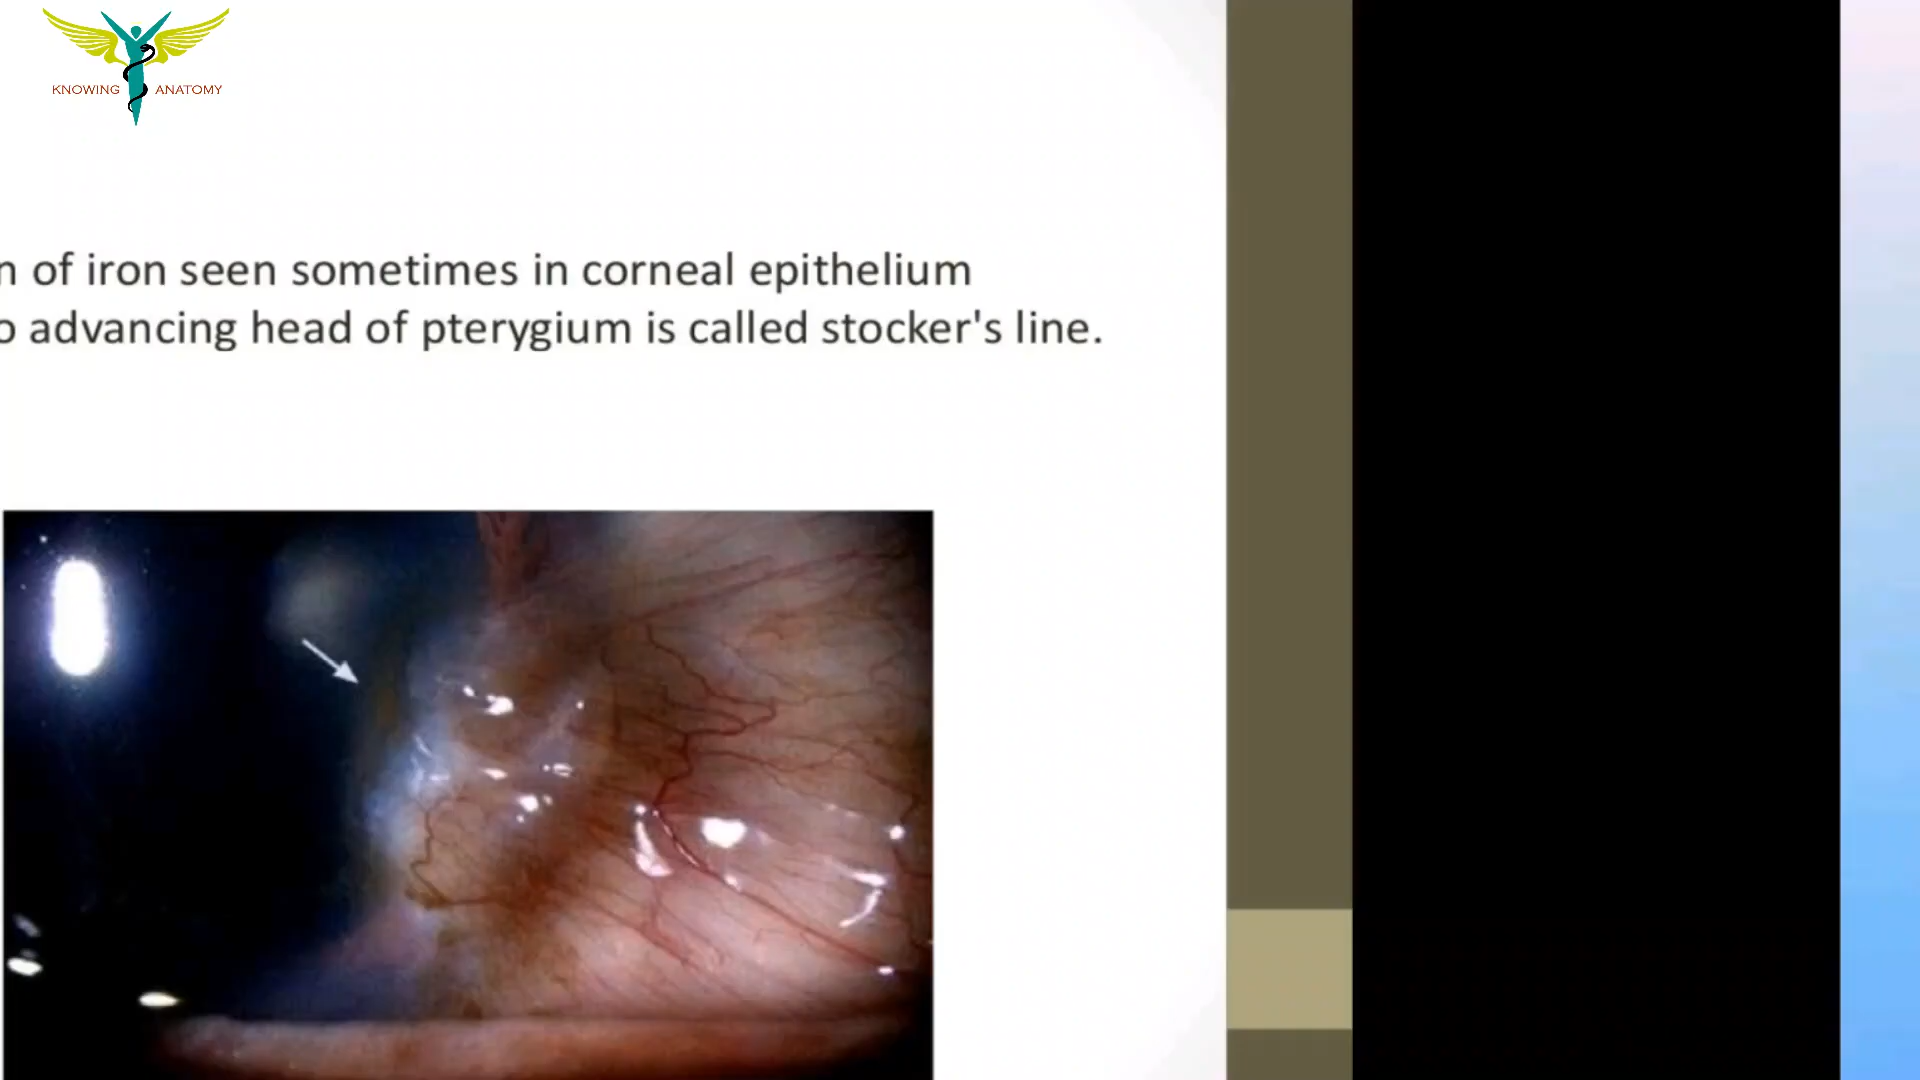 KNOWING ANATOMY
of iron seen sometimes in corneal epithelium
advancing head of pterygium is called stocker's line.